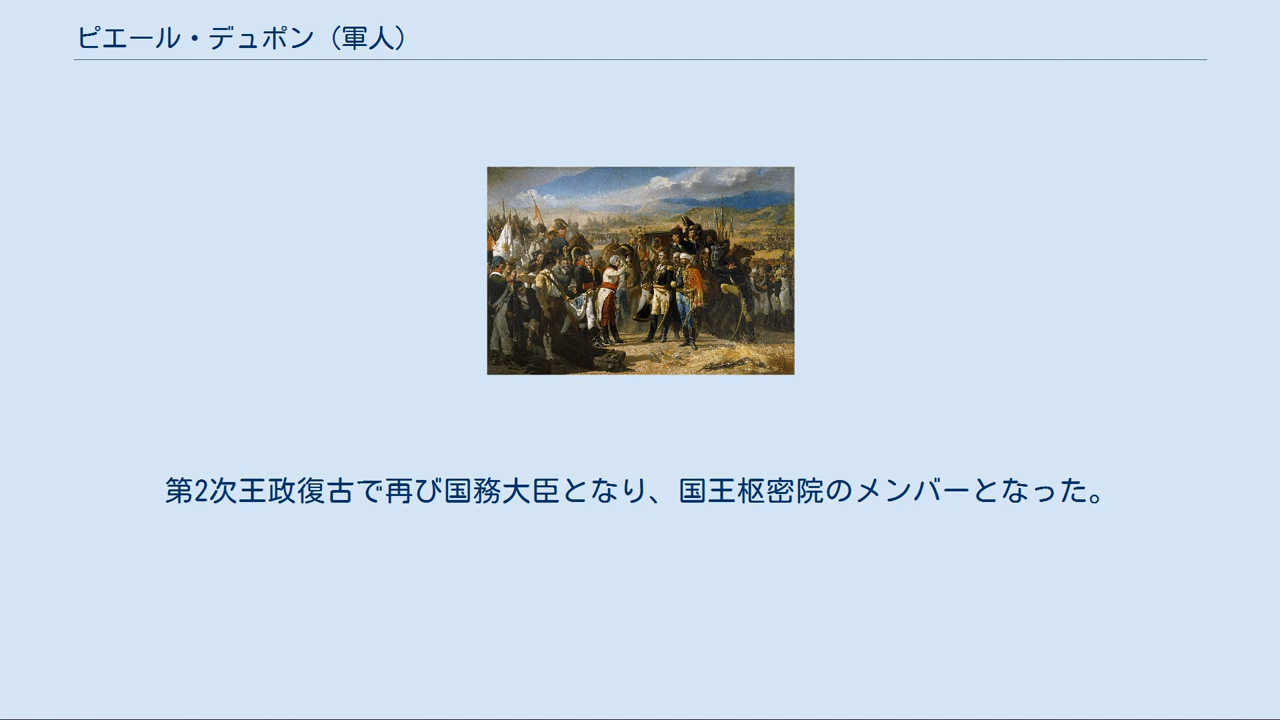 ピエール・デュポン（軍人）
第2次王政復古で再び国務大臣となり、国王枢密院のメンバーとなった。